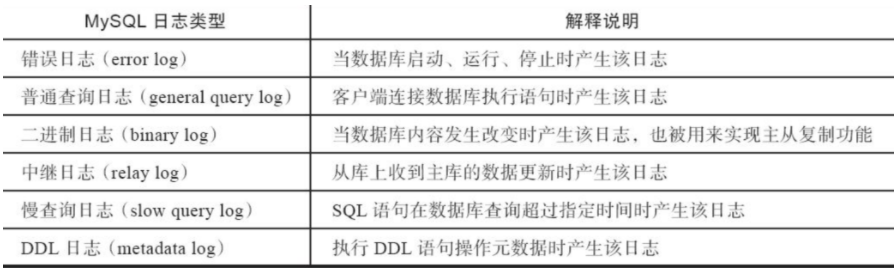 MySQL 日志类型 解释说明
错误日志（error log） 当数据库启动、运行、停止时产生该日志
普通查询日志（general query log） 客户端连接数据库执行语句时产生该日志
二进制日志（binary log） 当数据库内容发生改变时产生该日志，也被用来实现主从复制功能
中继日志（relay log） 从库上收到主库的数据更新时产生该日志
慢查询日志（slow query log） SQL 语句在数据库查询超过指定时间时产生该日志
DDL 日志（metadata log） 执行 DDL 语句操作元数据时产生该日志